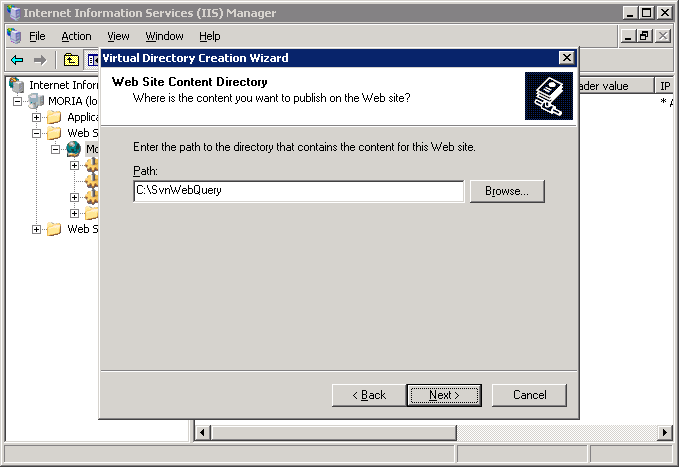 Internet Information Services (IIS) Manager
File Action View Window Help
Virtual Directory Creation Wizard
Web Site Content Directory
Where is the content you want to publish on the Web site?
Internet Infor
ader value
IP
MORIA (lo
Applica
Web S
Mo
Web S
Enter the path to the directory that contains the content for this Web site.
Path:
C:\SvnWebQuery
Browse...
< Back
Next >
Cancel